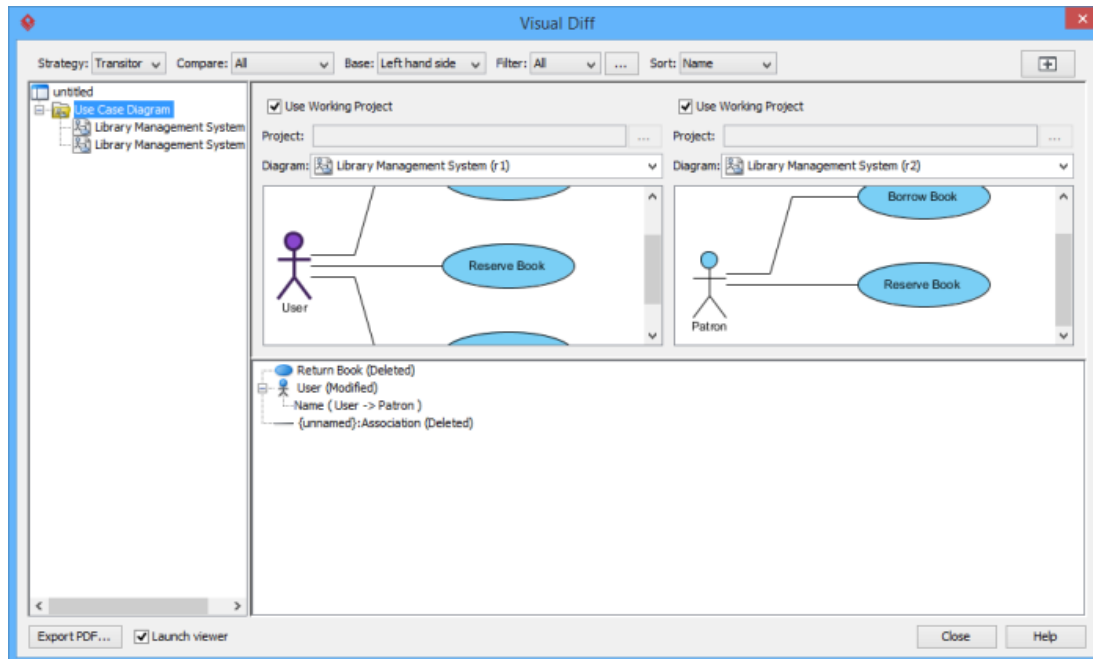 Visual Diff
Strategy: Transitor Compare: All Base: Left hand side Filter: All ... Sort: Name
untitled
Use Case Diagram
Library Management System
Library Management System
Use Working Project
Project: ...
Diagram: Library Management System (r1)
User
Reserve Book
Use Working Project
Project: ...
Diagram: Library Management System (r2)
Borrow Book
Reserve Book
Patron
Return Book (Deleted)
User (Modified)
Name ( User -> Patron )
{unnamed}:Association (Deleted)
Export PDF... Launch viewer Close Help